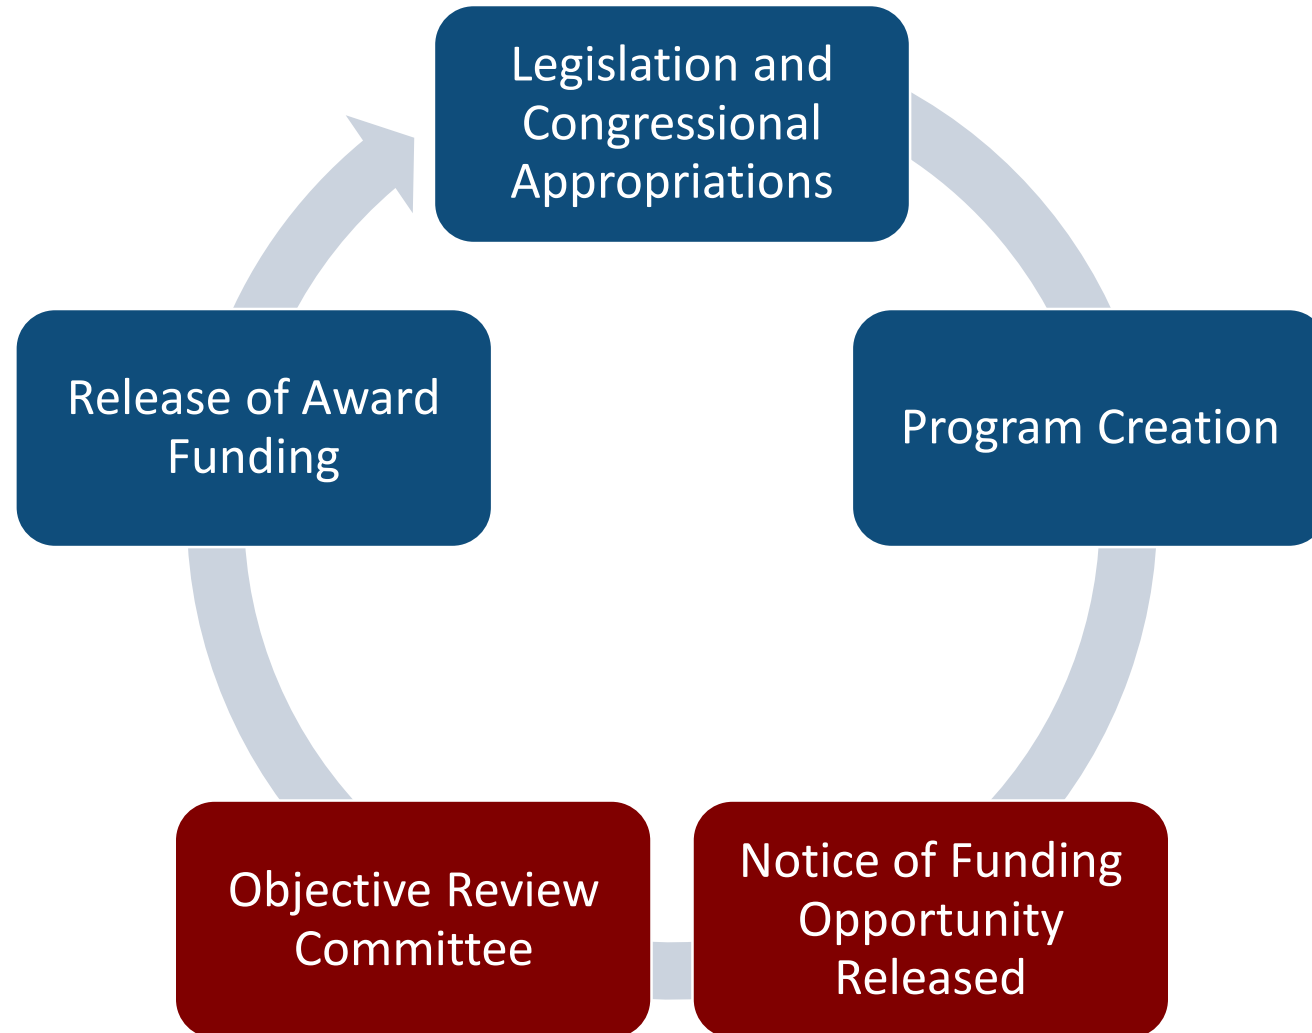 Legislation and
Congressional
Appropriations
Program Creation
Notice of Funding
Opportunity
Released
Objective Review
Committee
Release of Award
Funding